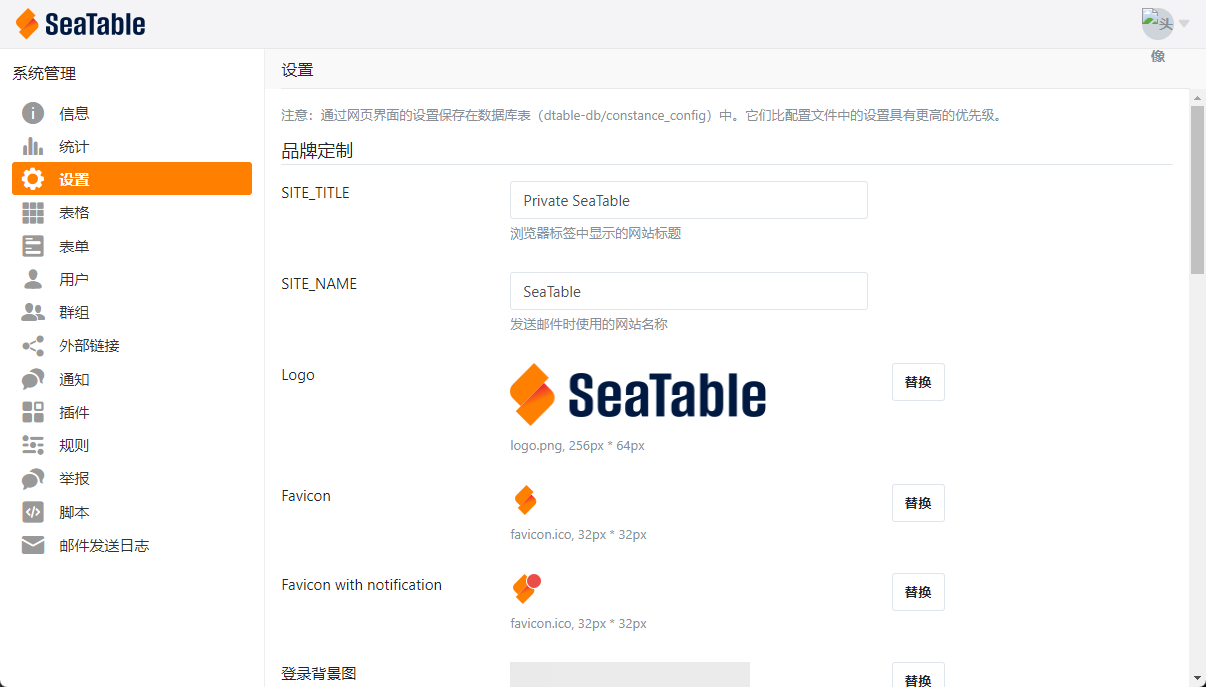 SeaTable
头像
系统管理
信息
统计
设置
表格
表单
用户
群组
外部链接
通知
插件
规则
举报
脚本
邮件发送日志
设置
注意：通过网页界面的设置保存在数据库表（dtable-db/constance_config）中。它们比配置文件中的设置具有更高的优先级。
品牌定制
SITE_TITLE
Private SeaTable
浏览器标签中显示的网站标题
SITE_NAME
SeaTable
发送邮件时使用的网站名称
Logo
SeaTable
替换
logo.png, 256px * 64px
Favicon
替换
favicon.ico, 32px * 32px
Favicon with notification
替换
favicon.ico, 32px * 32px
登录背景图
替换